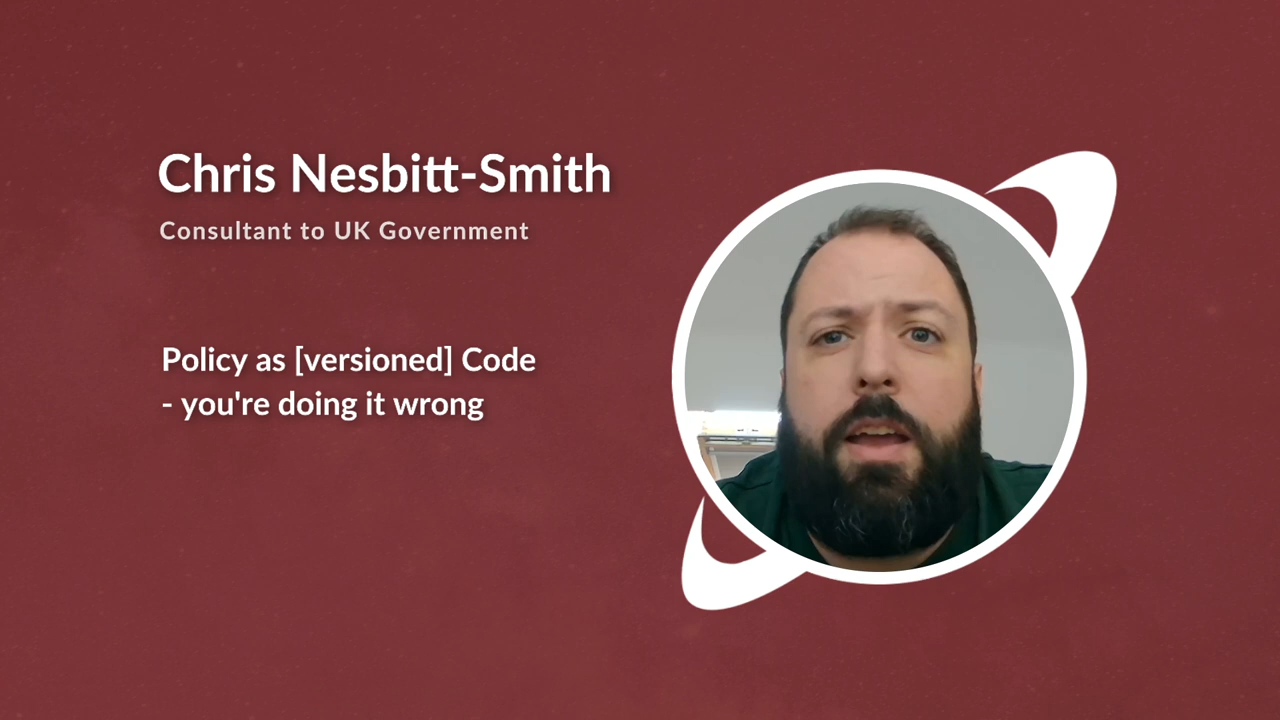 Chris Nesbitt-Smith
Consultant to UK Government
Policy as [versioned] Code
- you're doing it wrong